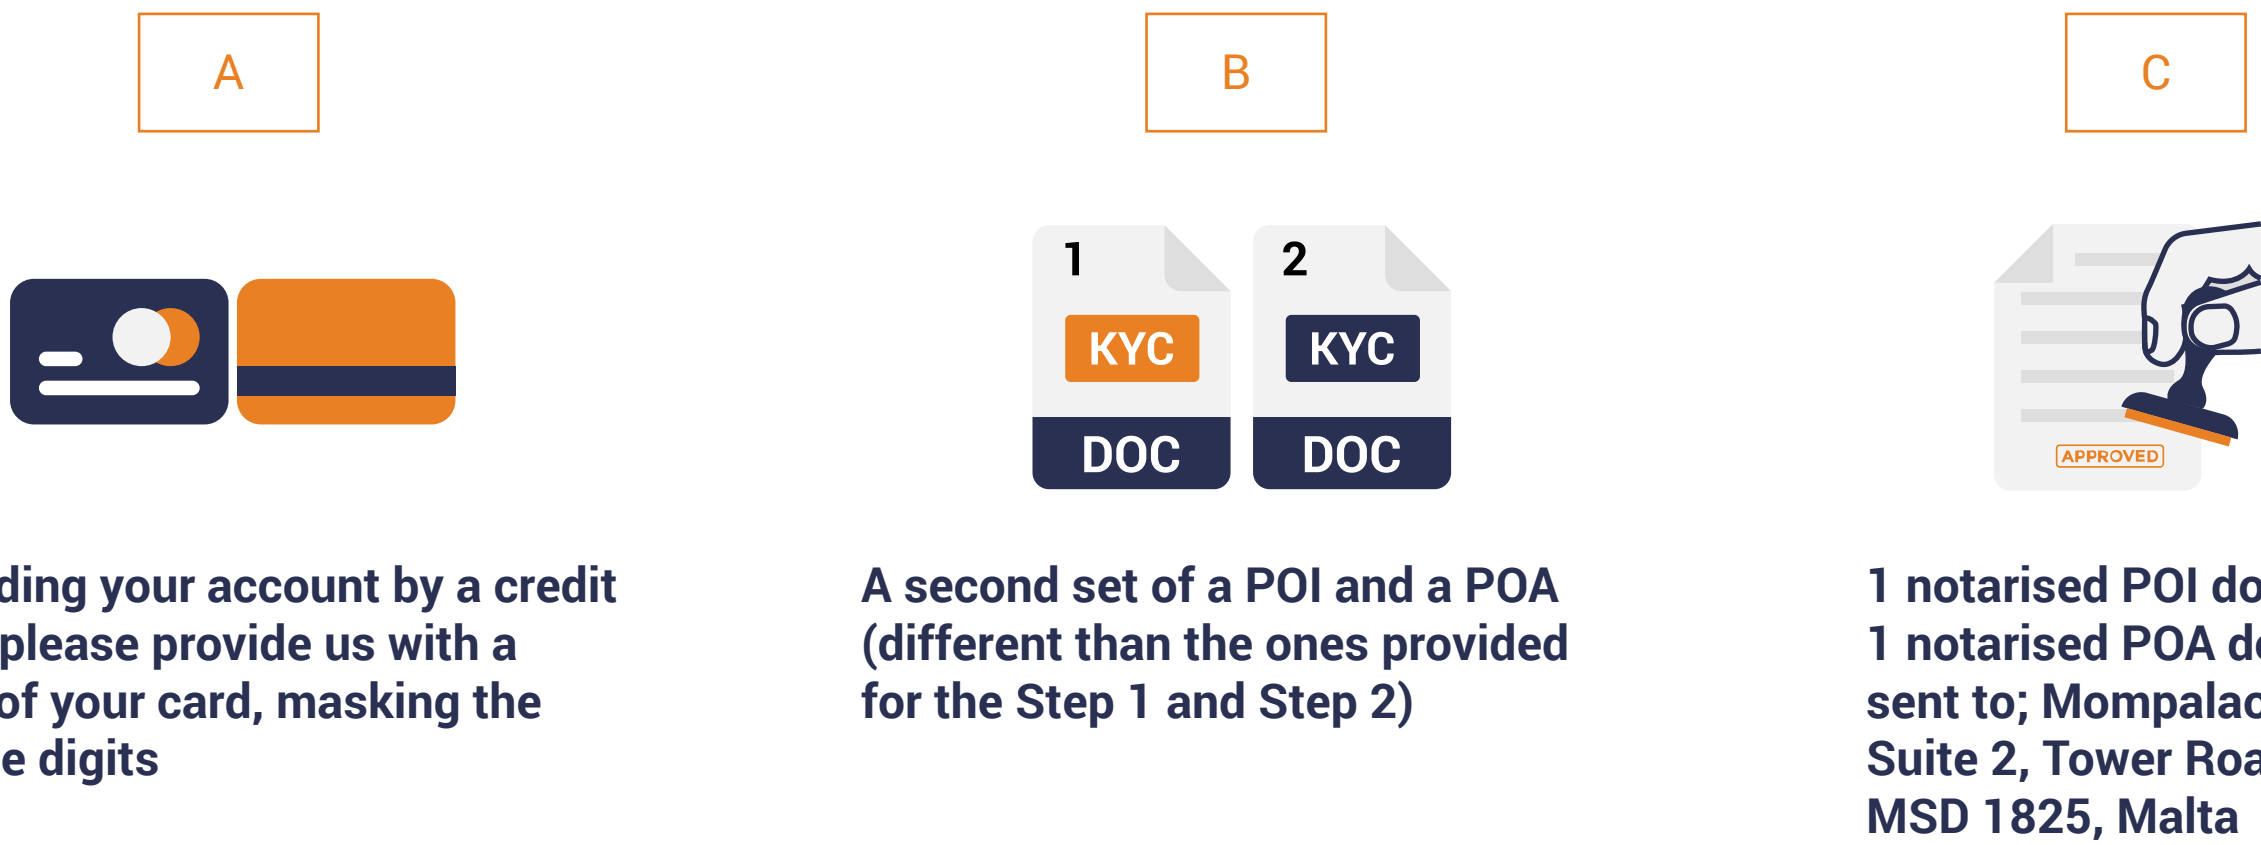 A
B
C
1
KYC
DOC
2
KYC
DOC
APPROVED
ding your account by a credit
please provide us with a
of your card, masking the
e digits
A second set of a POI and a POA
(different than the ones provided
for the Step 1 and Step 2)
1 notarised POI do
1 notarised POA d
sent to; Mompalac
Suite 2, Tower Roa
MSD 1825, Malta